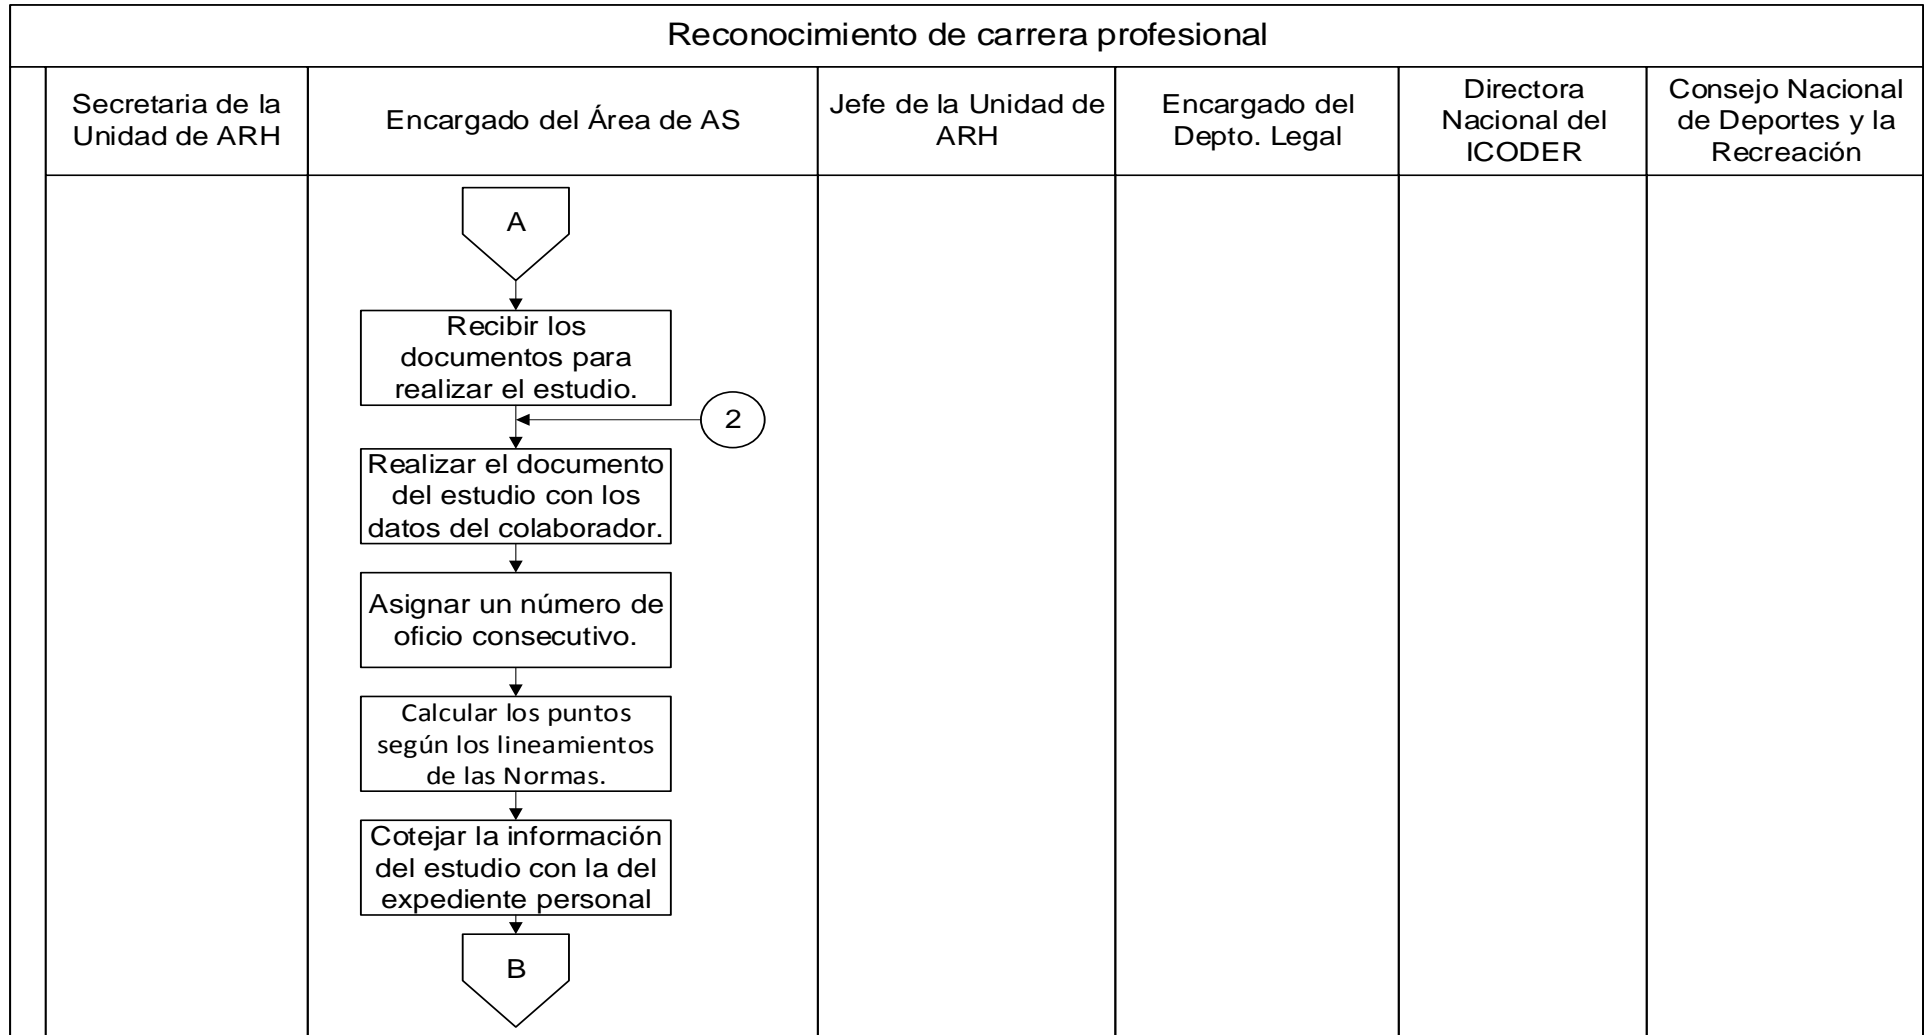 Reconocimiento de carrera profesional
Secretaria de la
Unidad de ARH
Encargado del Área de AS
Jefe de la Unidad de
ARH
Encargado del
Depto. Legal
Directora
Nacional del
ICODER
Consejo Nacional
de Deportes y la
Recreación
A
Recibir los
documentos para
realizar el estudio.
2
Realizar el documento
del estudio con los
datos del colaborador.
Asignar un número de
oficio consecutivo.
Calcular los puntos
según los lineamientos
de las Normas.
Cotejar la información
del estudio con la del
expediente personal
B